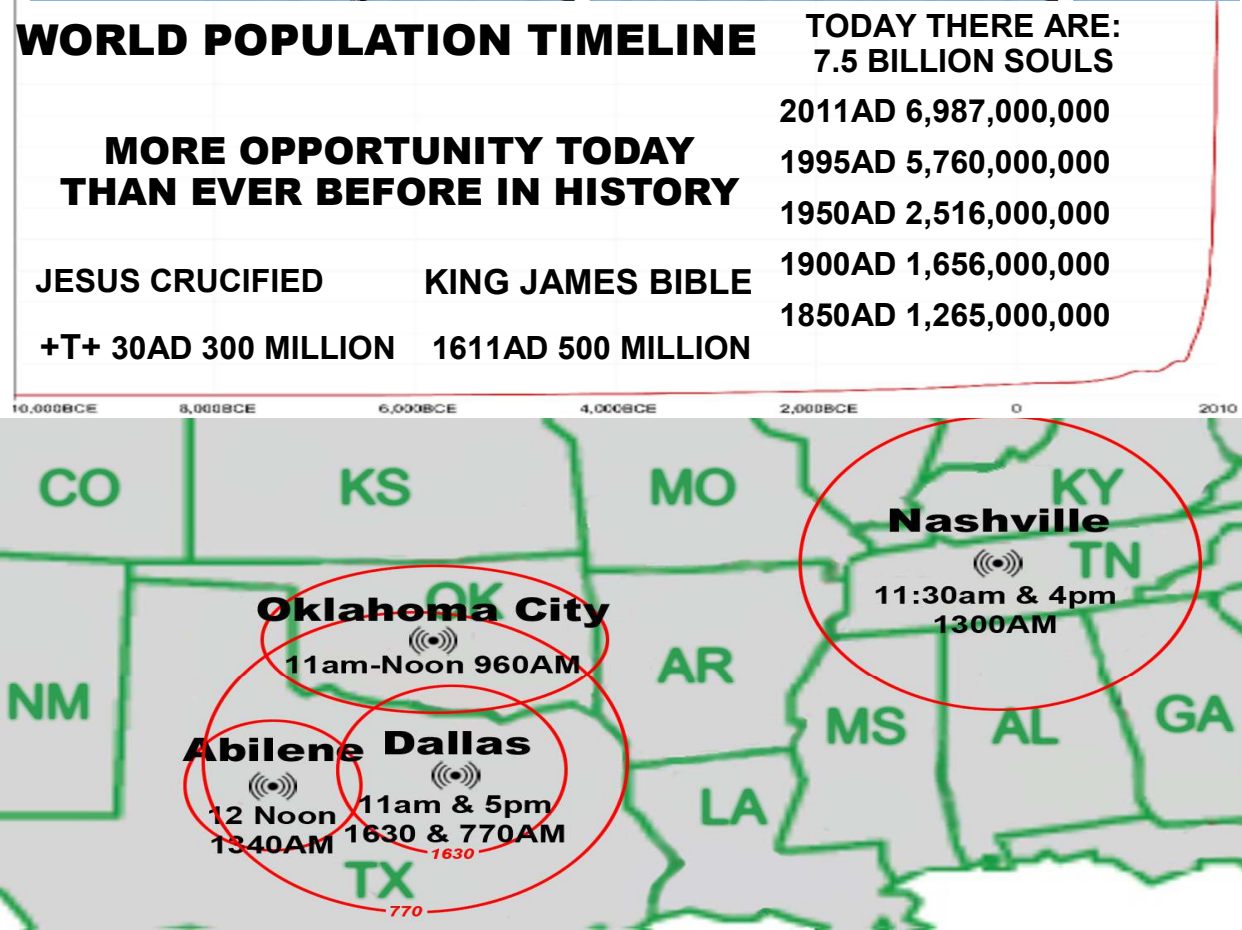 WORLD POPULATION TIMELINE
TODAY THERE ARE:
7.5 BILLION SOULS
2011AD 6,987,000,000
1995AD 5,760,000,000
1950AD 2,516,000,000
1900AD 1,656,000,000
1850AD 1,265,000,000
MORE OPPORTUNITY TODAY
THAN EVER BEFORE IN HISTORY
JESUS CRUCIFIED
+T+ 30AD 300 MILLION
KING JAMES BIBLE
1611AD 500 MILLION
10,000BCE 8,000BCE 6,000BCE 4,000BCE 2,000BCE 0 2010
CO
KS
MO
KY
Nashville
TN
11:30am & 4pm
1300AM
OK
Oklahoma City
11am-Noon 960AM
AR
NM
MS
AL
GA
Abilene
12 Noon
1340AM
Dallas
11am & 5pm
1630 & 770AM
1630
LA
TX
770